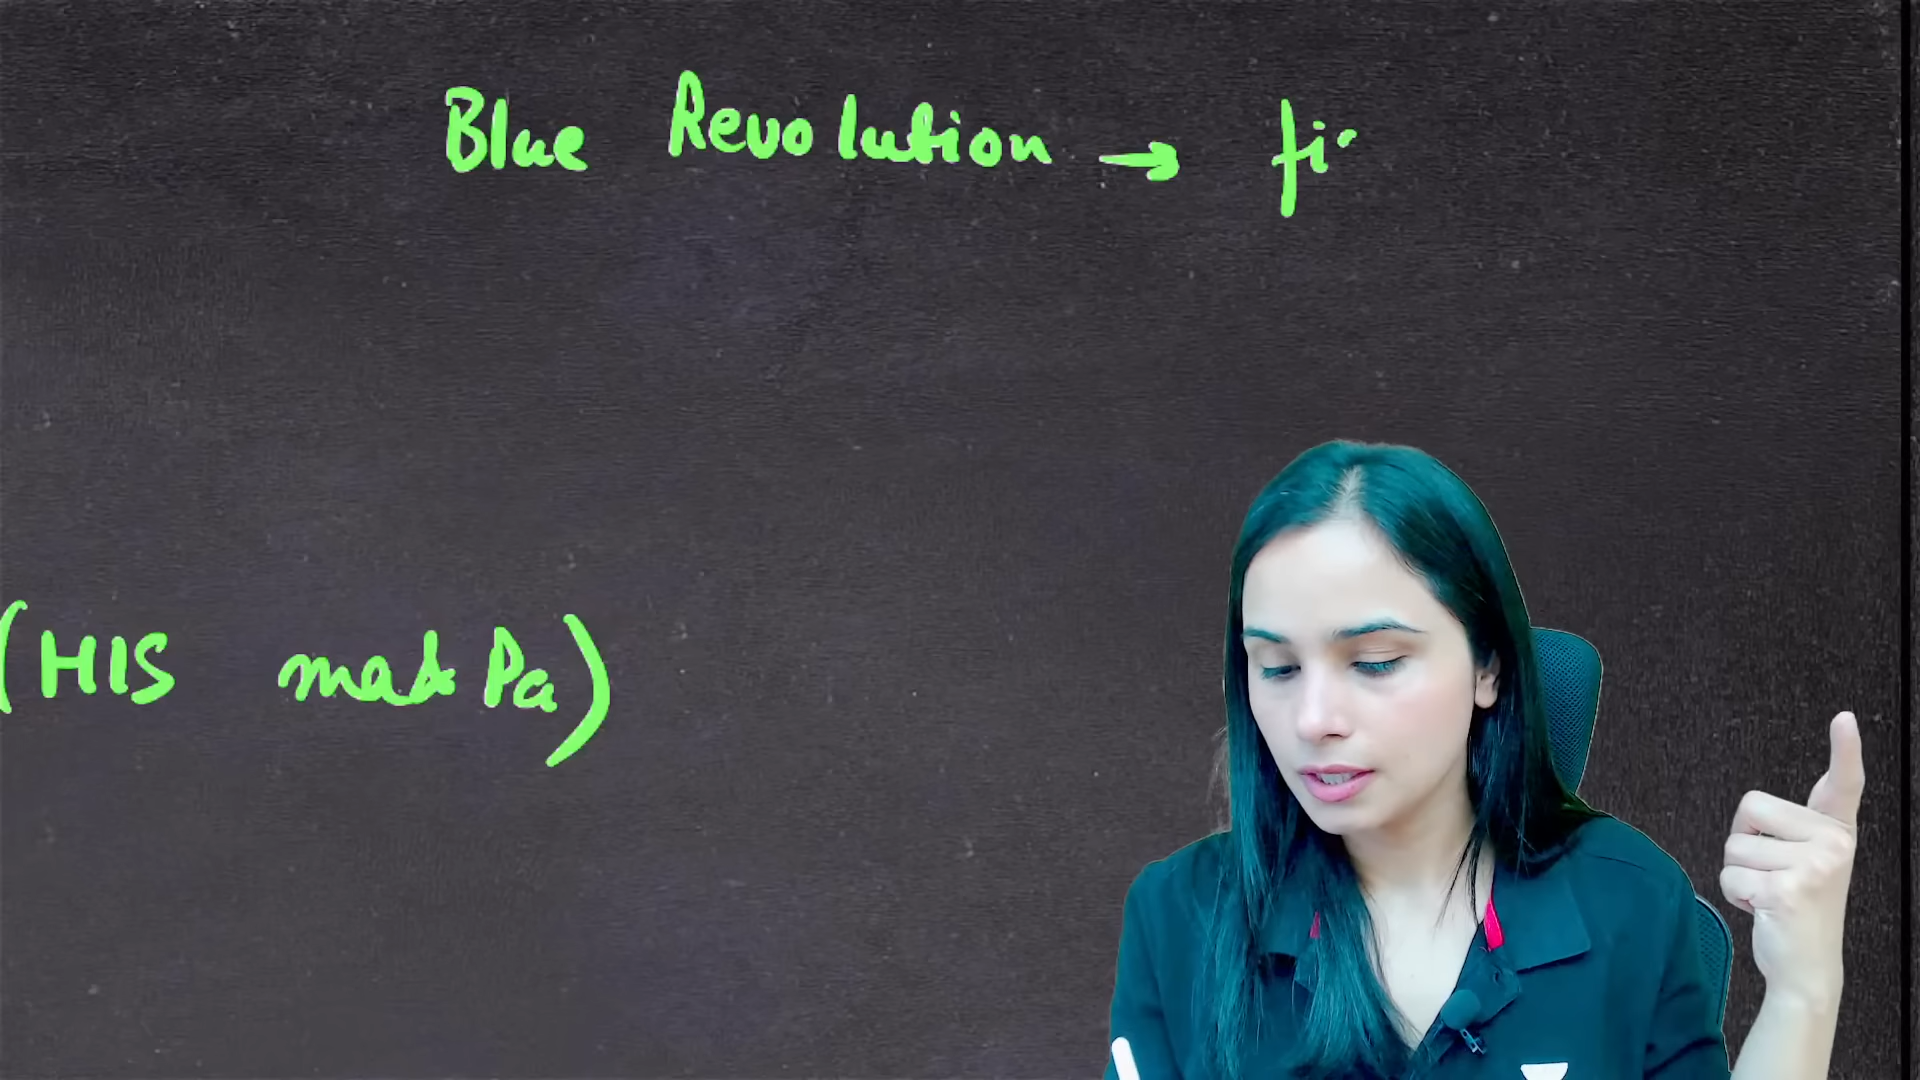 Blue Revolution → fi
(HIS mat Pa)